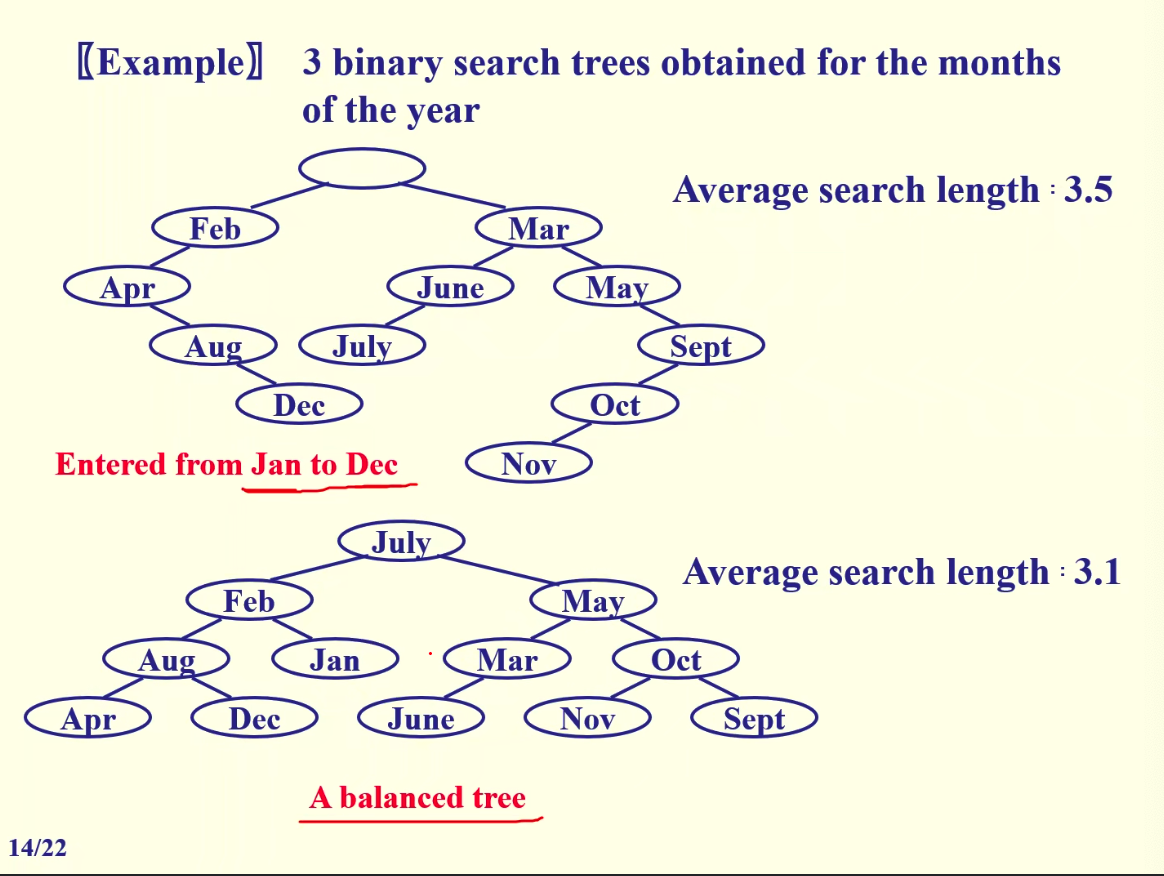 〖Example〗 3 binary search trees obtained for the months
of the year
Average search length : 3.5
Feb
Mar
Apr
June
May
Aug
July
Sept
Dec
Oct
Entered from Jan to Dec
Nov
July
Average search length : 3.1
Feb
May
Aug
Jan
Mar
Oct
Apr
Dec
June
Nov
Sept
A balanced tree
14/22